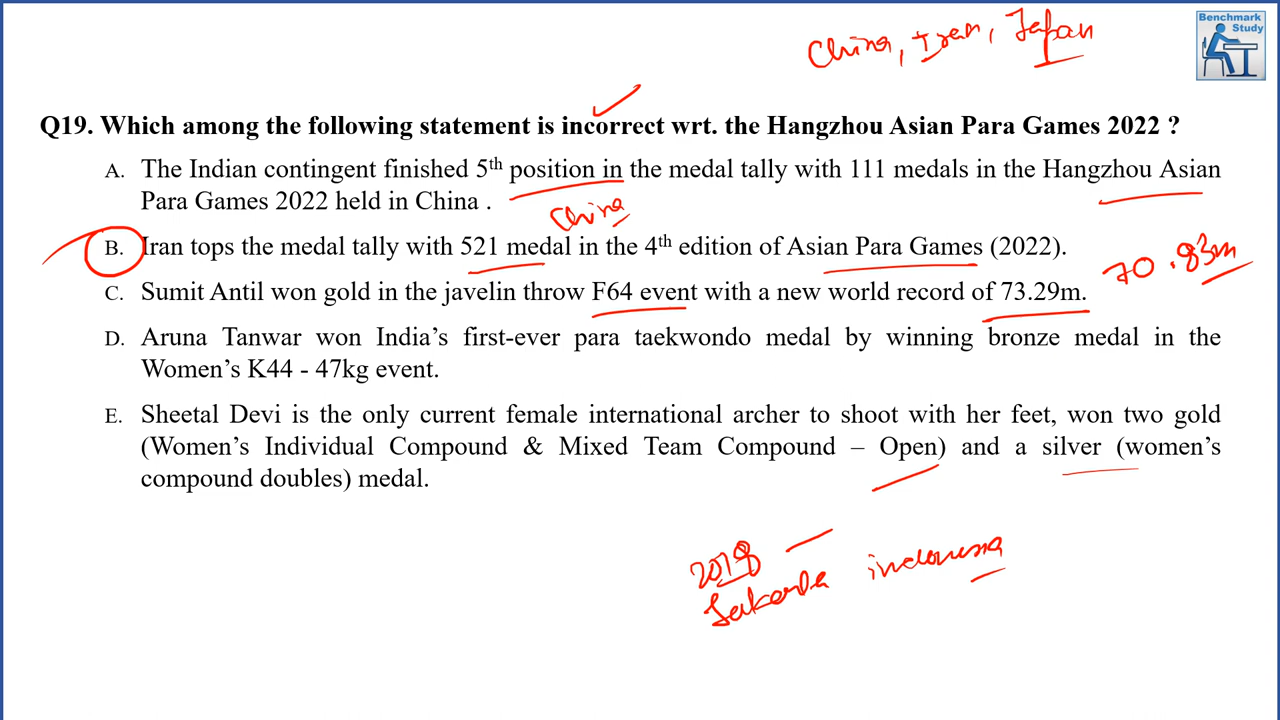 China, Iran, Japan
Benchmark
Study
Q19. Which among the following statement is incorrect wrt. the Hangzhou Asian Para Games 2022 ?
A. The Indian contingent finished 5th position in the medal tally with 111 medals in the Hangzhou Asian
Para Games 2022 held in China .
China
B. Iran tops the medal tally with 521 medal in the 4th edition of Asian Para Games (2022).
70.83m
C. Sumit Antil won gold in the javelin throw F64 event with a new world record of 73.29m.
D. Aruna Tanwar won India's first-ever para taekwondo medal by winning bronze medal in the
Women's K44 - 47kg event.
E. Sheetal Devi is the only current female international archer to shoot with her feet, won two gold
(Women's Individual Compound & Mixed Team Compound – Open) and a silver (women's
compound doubles) medal.
2018
Jakarta indonesia